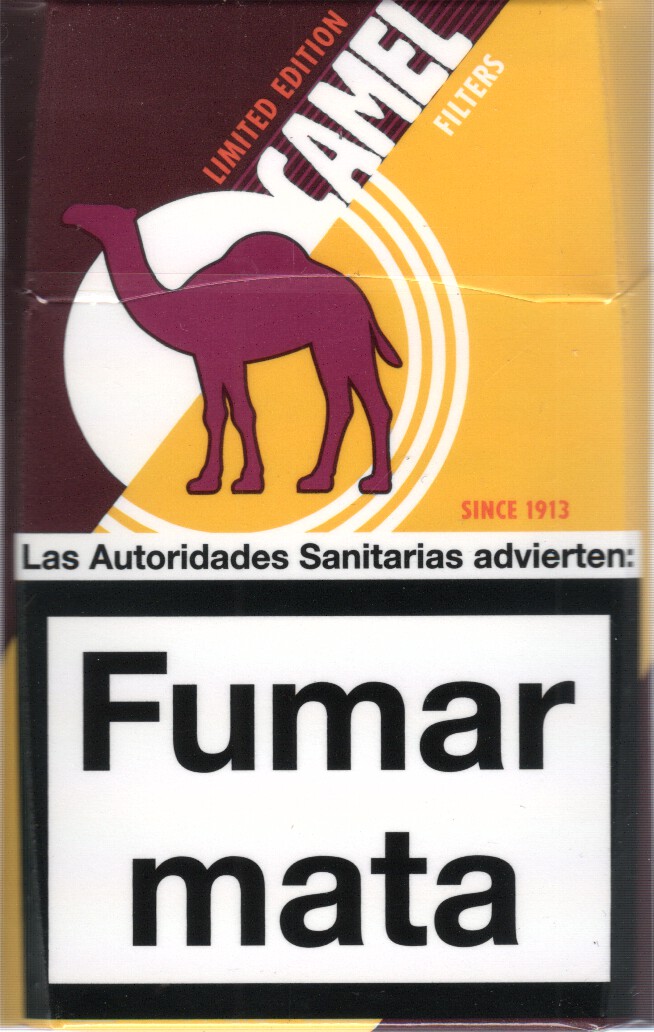 LIMITED EDITION
CAMEL
FILTERS
SINCE 1913
Las Autoridades Sanitarias advierten:
Fumar
mata